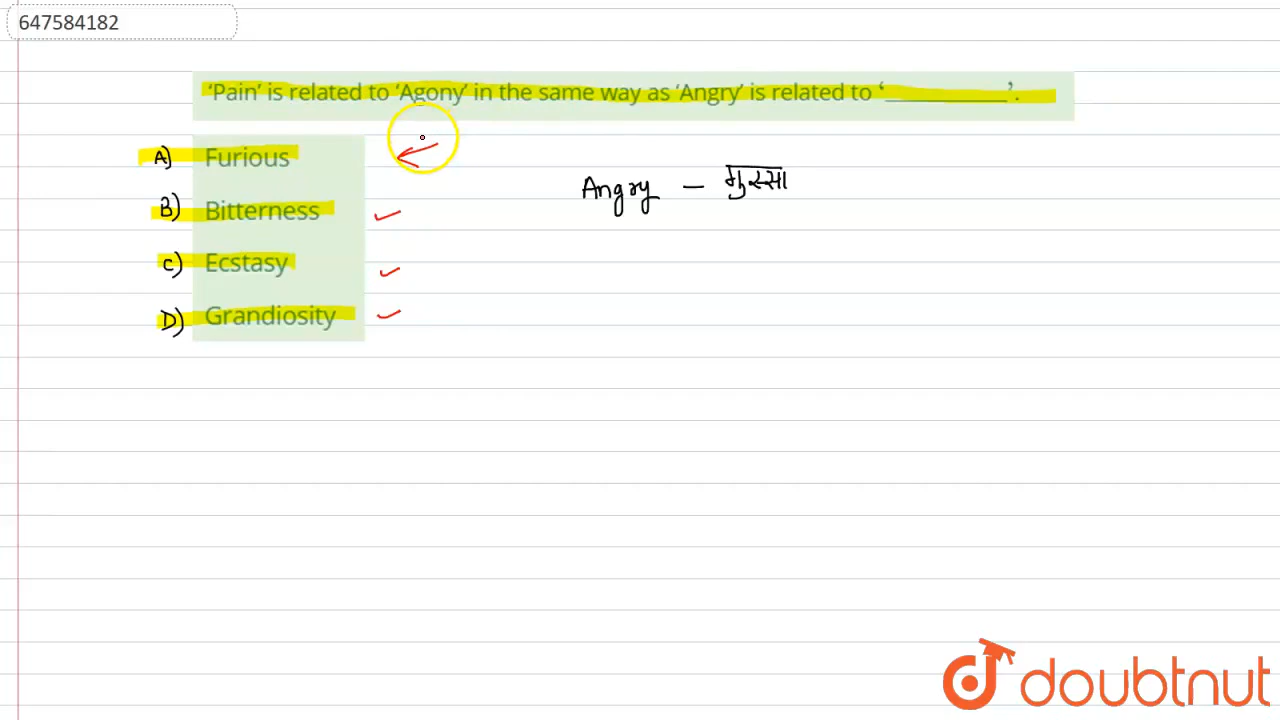 647584182
‘Pain’ is related to ‘Agony’ in the same way as ‘Angry’ is related to ‘__________’.
A) Furious
B) Bitterness
C) Ecstasy
D) Grandiosity
Angry — गुस्सा
doubtnut